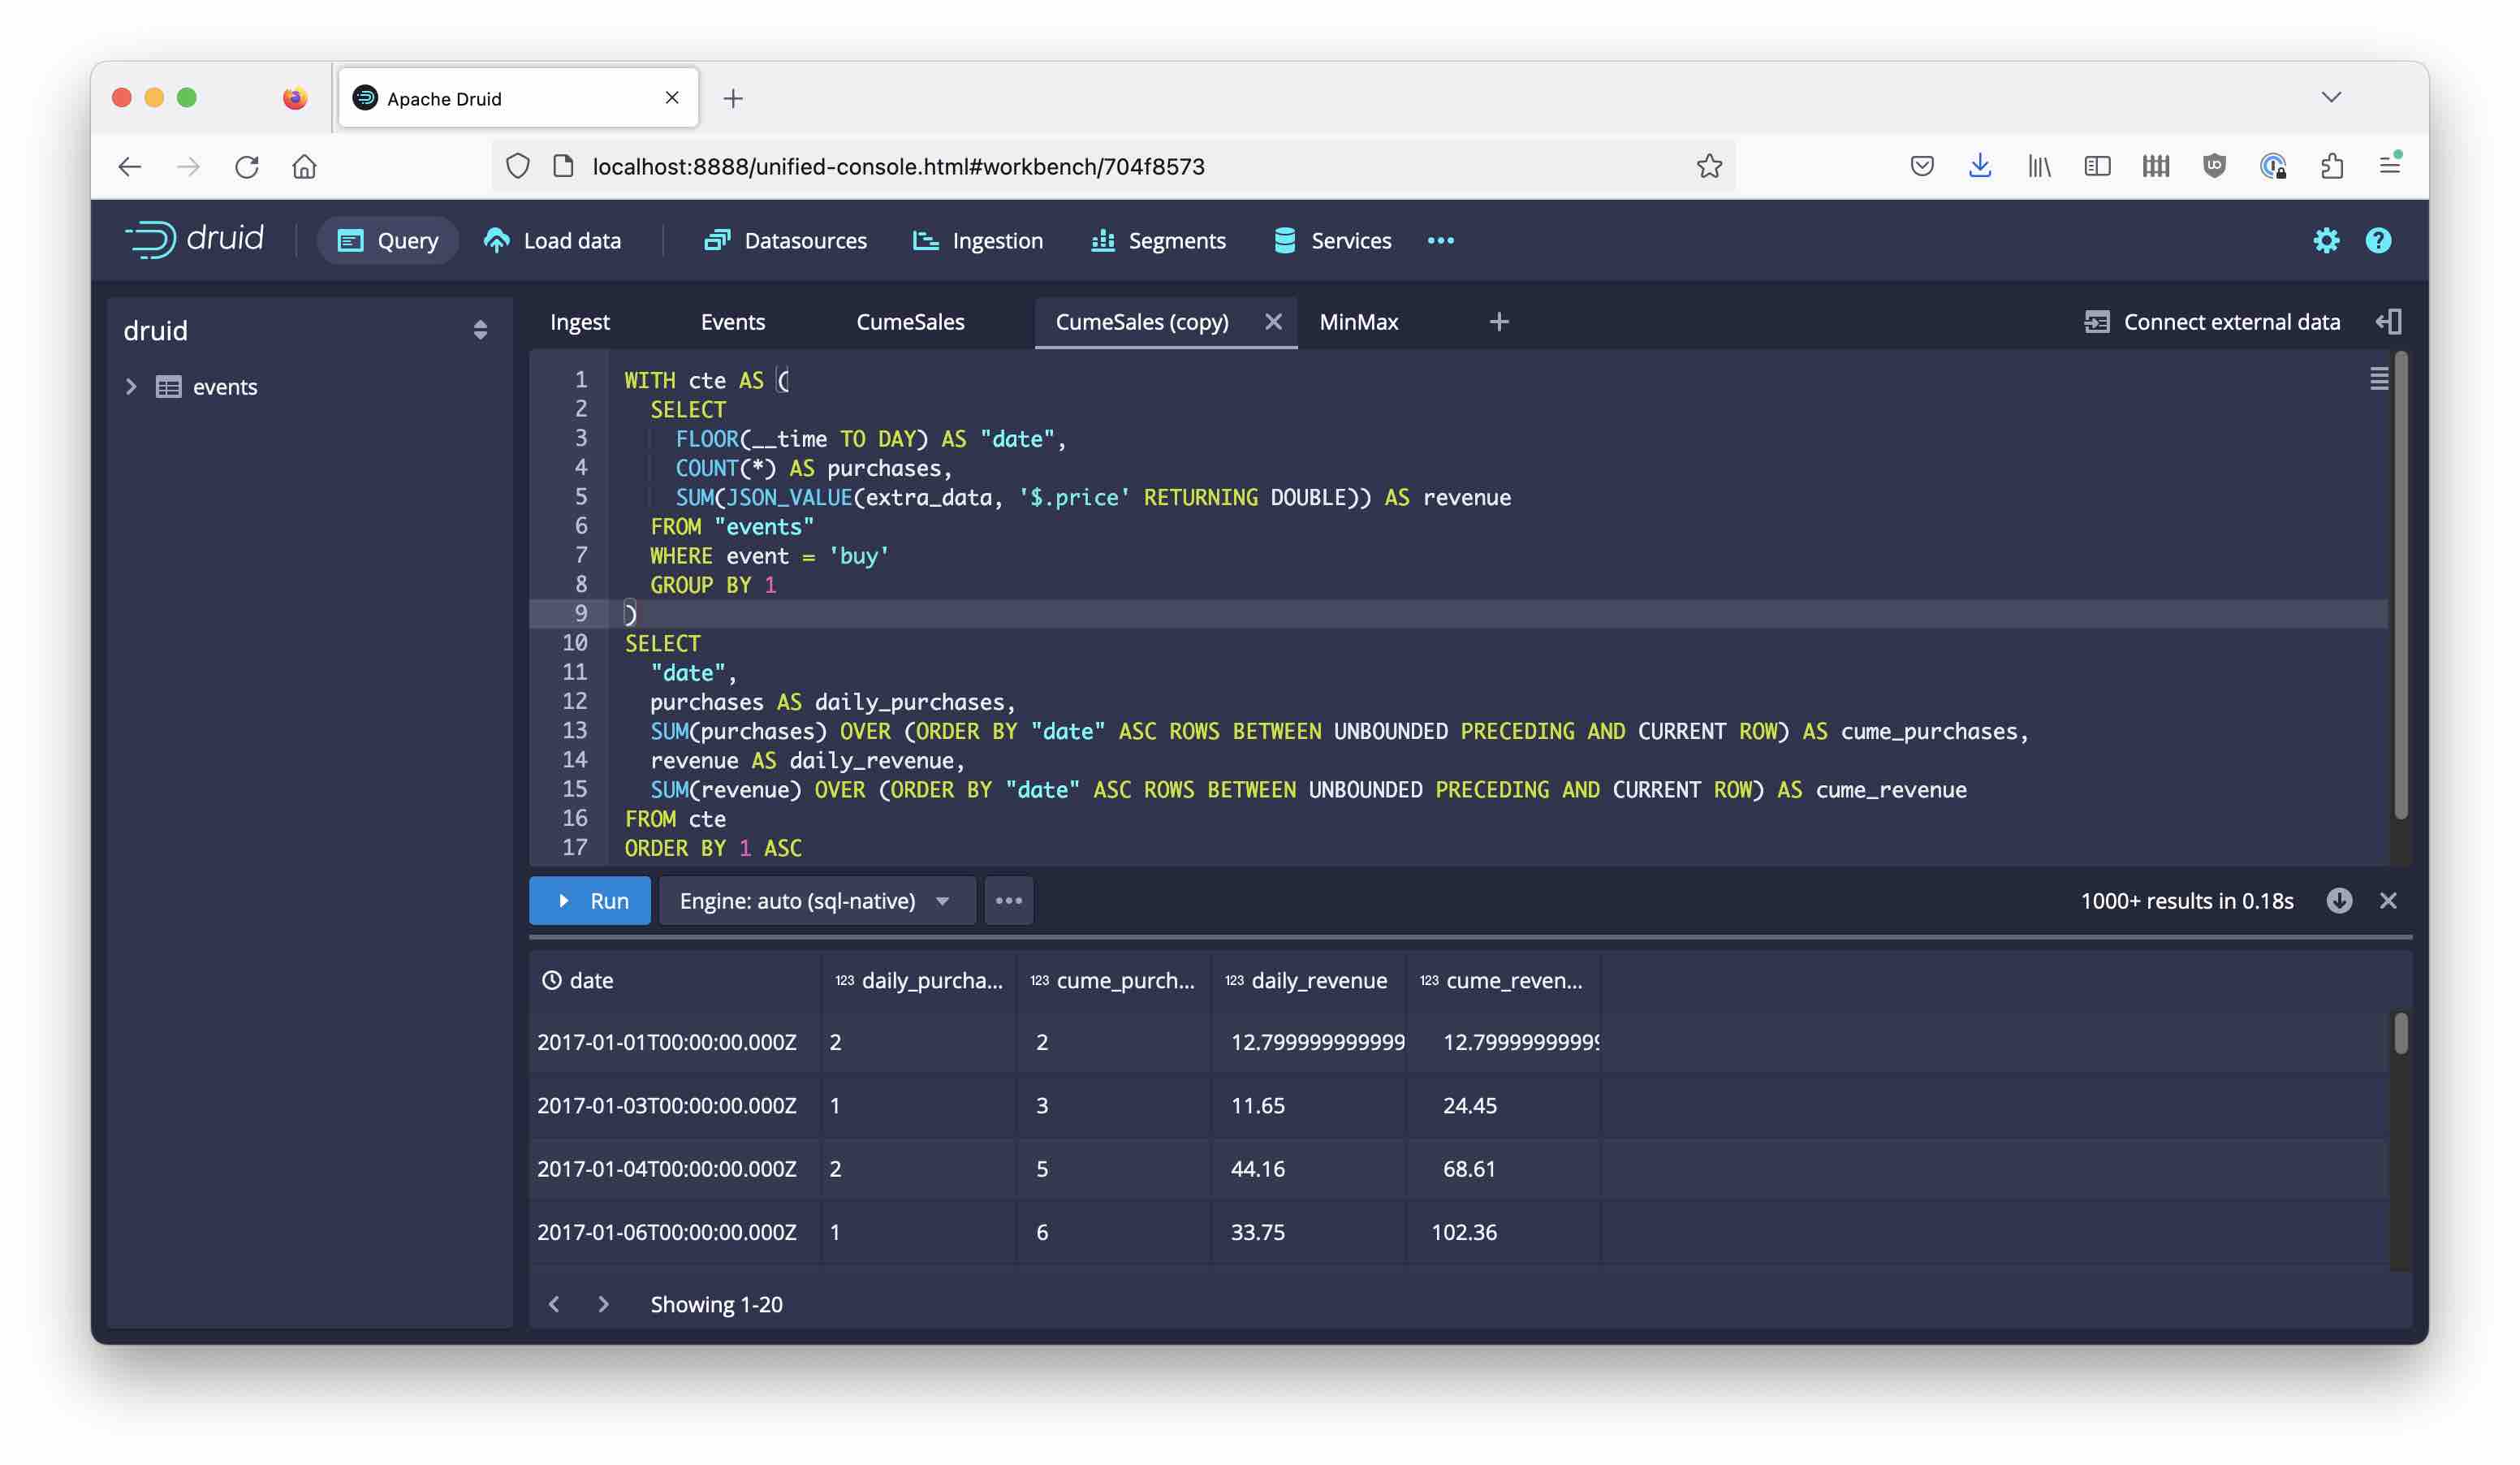 Apache Druid
localhost:8888/unified-console.html#workbench/704f8573
druid Query Load data Datasources Ingestion Segments Services
druid
events
Ingest Events CumeSales CumeSales (copy) MinMax Connect external data
1 WITH cte AS (
2 SELECT
3 FLOOR(__time TO DAY) AS "date",
4 COUNT(*) AS purchases,
5 SUM(JSON_VALUE(extra_data, '$.price' RETURNING DOUBLE)) AS revenue
6 FROM "events"
7 WHERE event = 'buy'
8 GROUP BY 1
9 )
10 SELECT
11 "date",
12 purchases AS daily_purchases,
13 SUM(purchases) OVER (ORDER BY "date" ASC ROWS BETWEEN UNBOUNDED PRECEDING AND CURRENT ROW) AS cume_purchases,
14 revenue AS daily_revenue,
15 SUM(revenue) OVER (ORDER BY "date" ASC ROWS BETWEEN UNBOUNDED PRECEDING AND CURRENT ROW) AS cume_revenue
16 FROM cte
17 ORDER BY 1 ASC
Run Engine: auto (sql-native) ••• 1000+ results in 0.18s
date 123 daily_purcha... 123 cume_purch... 123 daily_revenue 123 cume_reven...
2017-01-01T00:00:00.000Z 2 2 12.799999999999 12.79999999999
2017-01-03T00:00:00.000Z 1 3 11.65 24.45
2017-01-04T00:00:00.000Z 2 5 44.16 68.61
2017-01-06T00:00:00.000Z 1 6 33.75 102.36
Showing 1-20